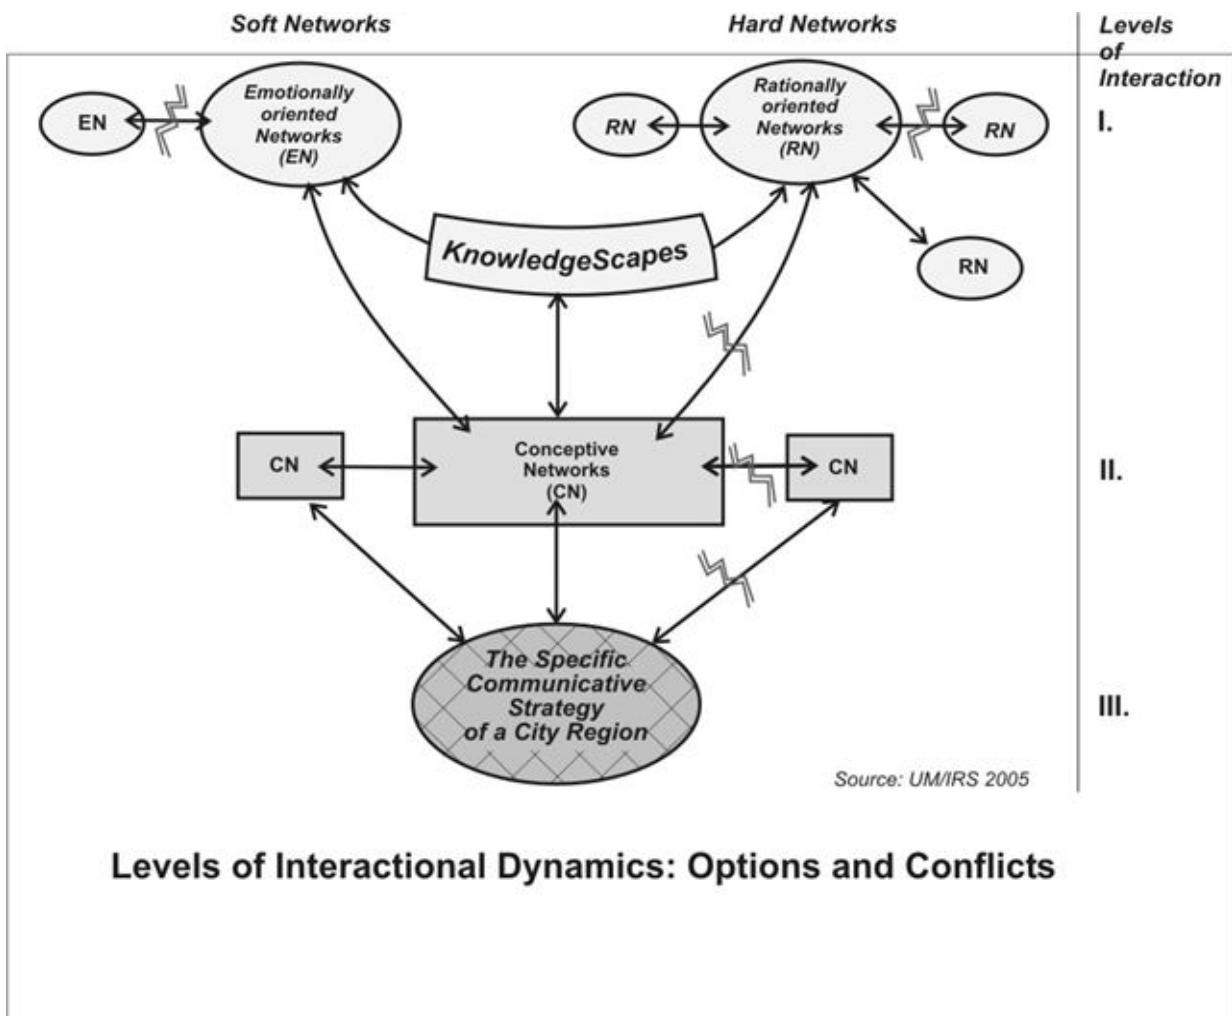 Soft Networks
Hard Networks
Levels
of
Interaction
EN
Emotionally
oriented
Networks
(EN)
RN
Rationally
oriented
Networks
(RN)
RN
I.
KnowledgeScapes
RN
CN
Conceptive
Networks
(CN)
CN
II.
The Specific
Communicative
Strategy
of a City Region
III.
Source: UM/IRS 2005
Levels of Interactional Dynamics: Options and Conflicts